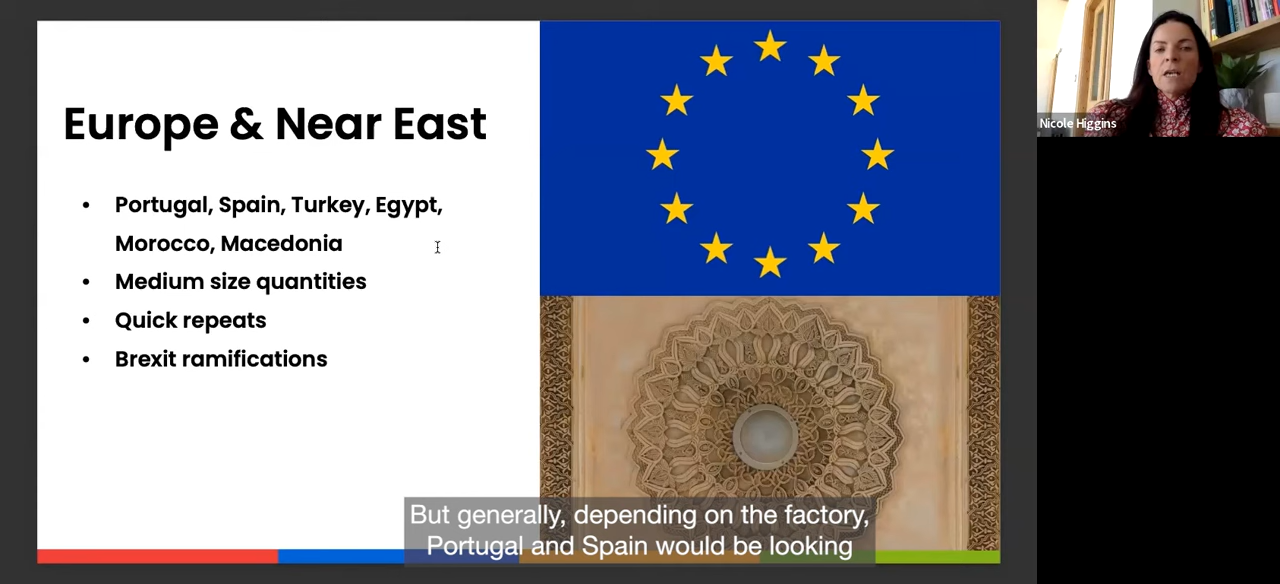 Europe & Near East
• Portugal, Spain, Turkey, Egypt,
Morocco, Macedonia
• Medium size quantities
• Quick repeats
• Brexit ramifications
Nicole Higgins
But generally, depending on the factory,
Portugal and Spain would be looking